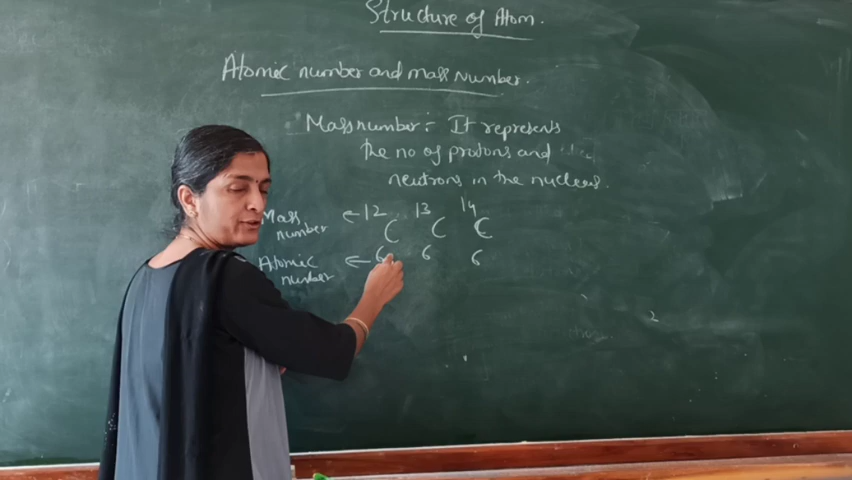 Structure of Atom.
Atomic number and mass Number.
Mass number:- It represents
the no of protons and
neutrons in the nucleus.
Mass number ← 12 13 14
C C C
Atomic number ← 6 6 6
2